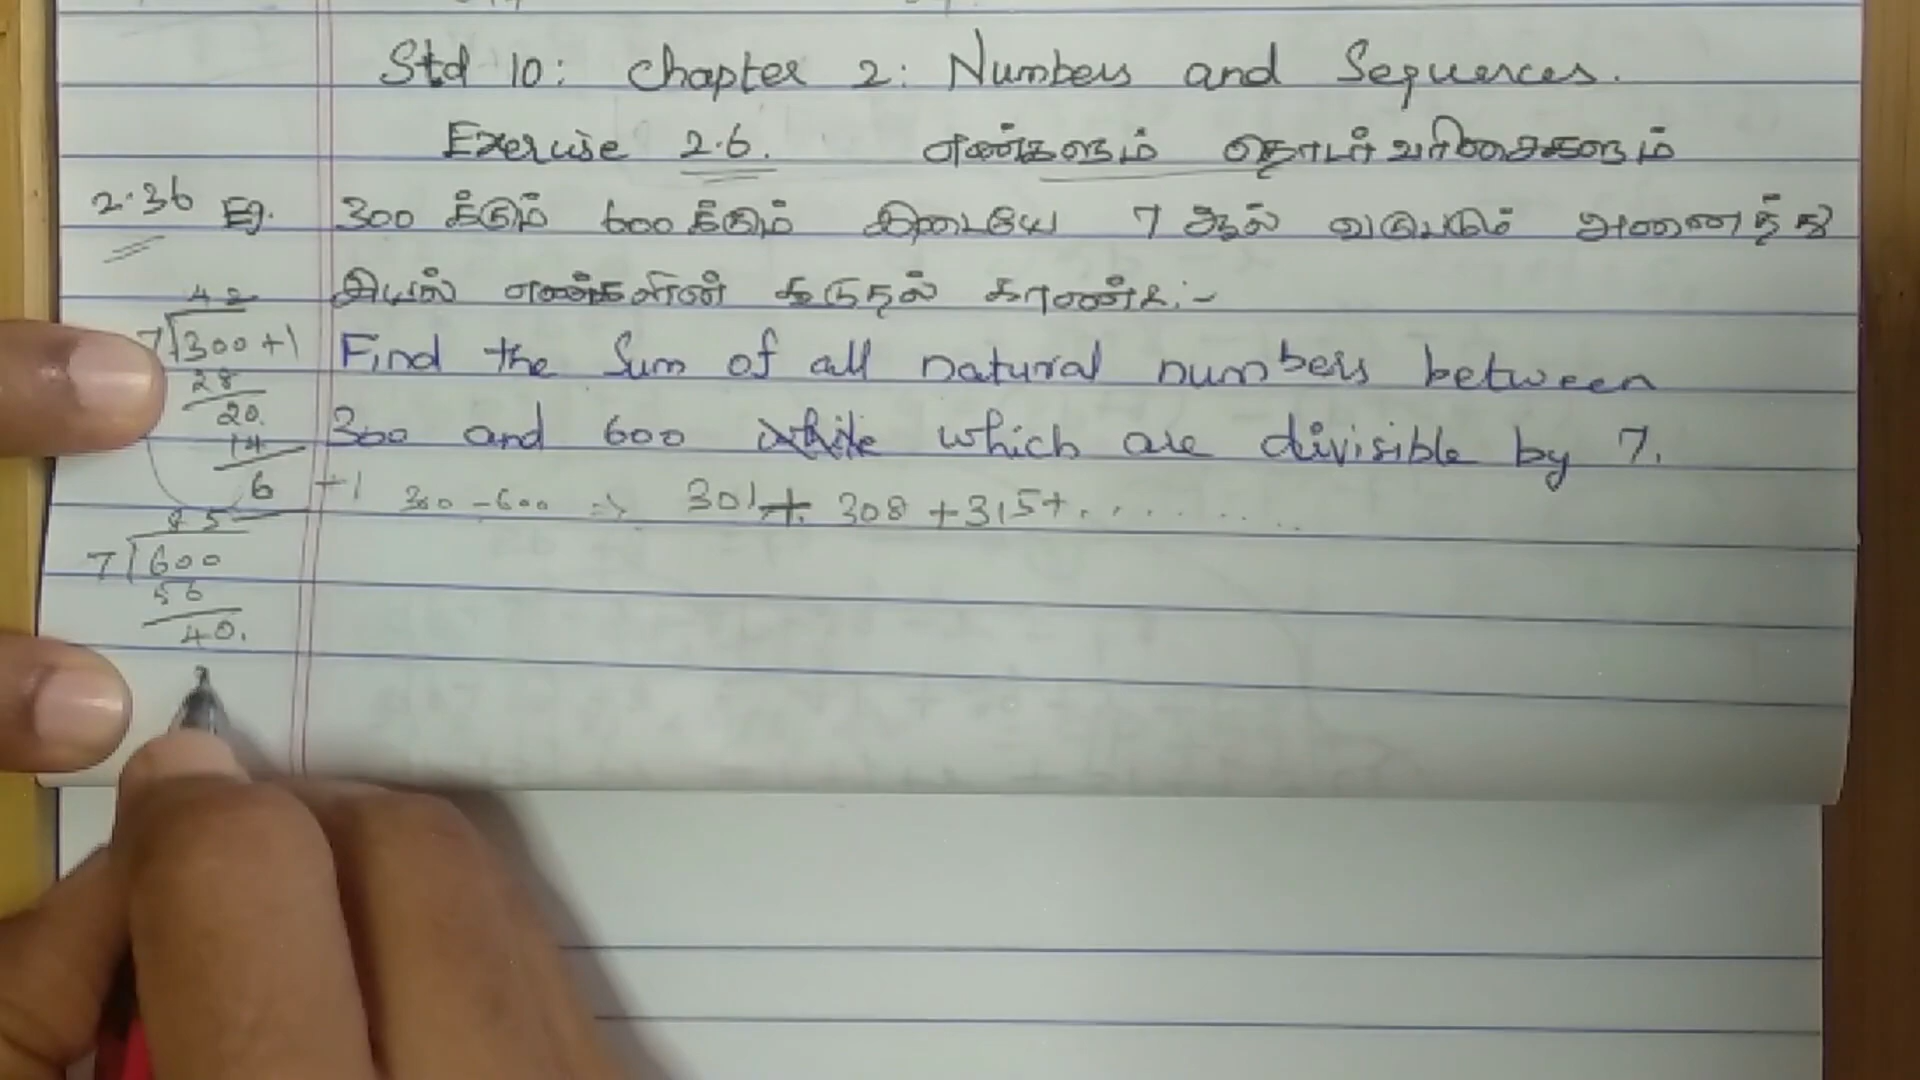 Std 10: Chapter 2: Numbers and Sequences.
Exercise 2.6. எண்களும் தொடர்வரிசைகளும்
2.36 Eg. 300 க்கும் 600க்கும் இடையே 7 ஆல் வகுபடும் அனைத்து
இயல் எண்களின் கூடுதல் காண்க:-
Find the Sum of all natural numbers between
300 and 600 which are divisible by 7.
300 - 600 ⇒ 301 + 308 + 315 + . . . . . . . . .
42
7 300 +1
28
20.
14
6 +1
85
7 600
56
40.